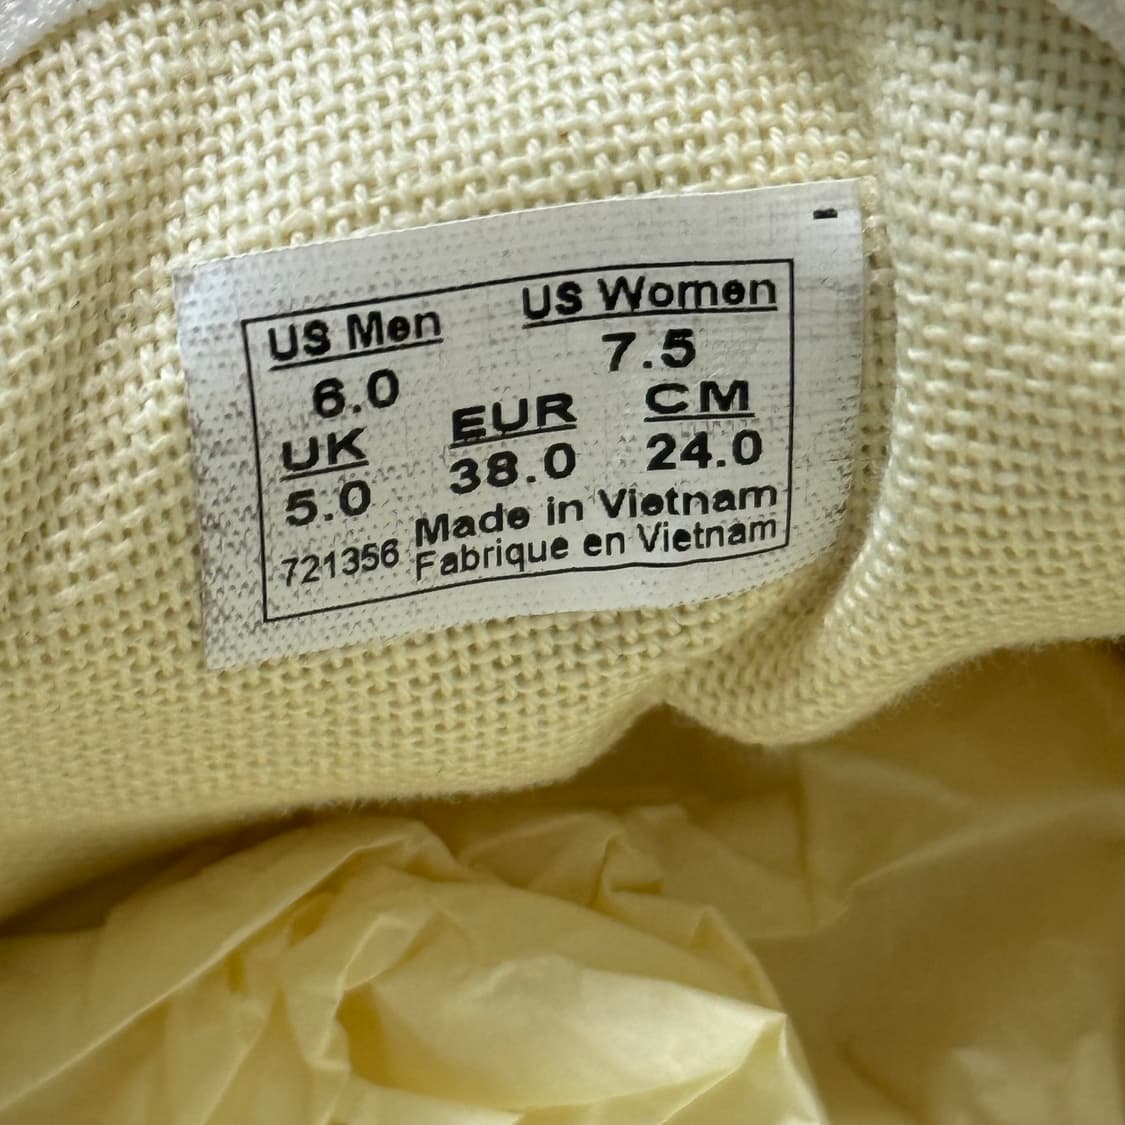 US Men US Women
6.0 7.5
UK EUR CM
5.0 38.0 24.0
Made in Vietnam
721356 Fabrique en Vietnam